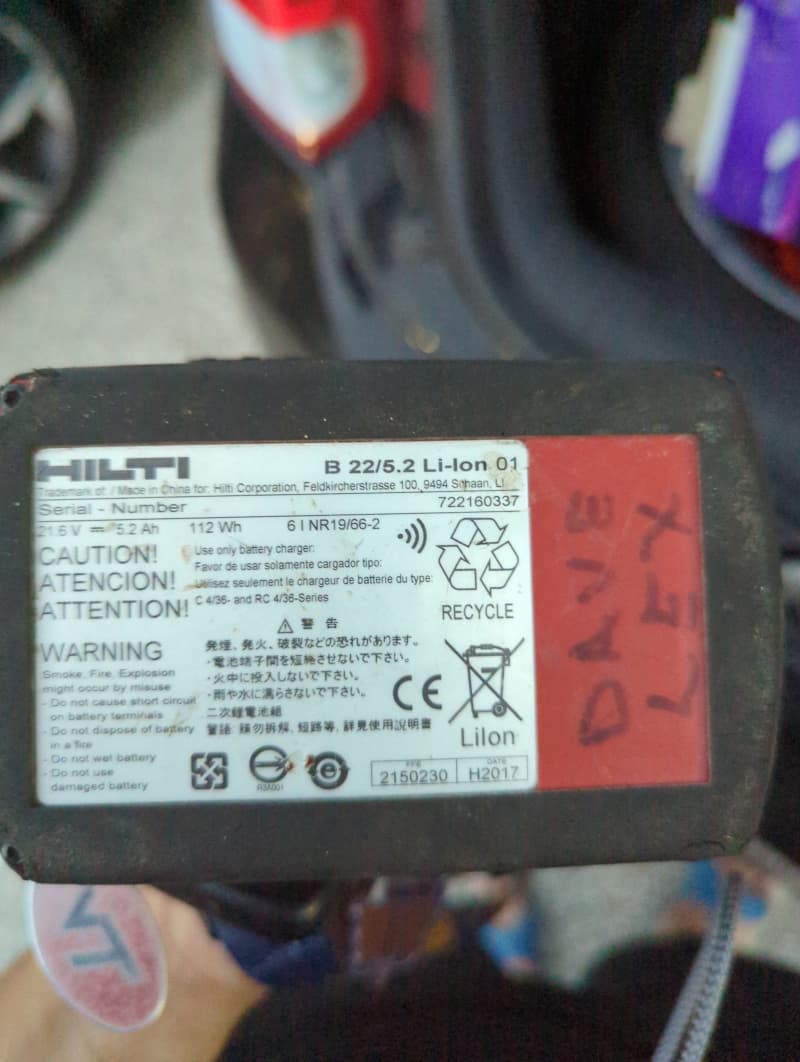 HILTI
B 22/5.2 Li-Ion 01
Trademark of: / Made in China for: Hilti Corporation, Feldkircherstrasse 100, 9494 Schaan, LI
Serial - Number 722160337
21.6 V ⎓ 5.2 Ah 112 Wh 6 I NR19/66-2
CAUTION!
ATENCION!
ATTENTION!
Use only battery charger:
Favor de usar solamente cargador tipo:
Utilisez seulement le chargeur de batterie du type:
C 4/36- and RC 4/36-Series
RECYCLE
WARNING
Smoke, Fire, Explosion
might occur by misuse
- Do not cause short circuit
on battery terminals
- Do not dispose of battery
in a fire
- Do not wet battery
- Do not use
damaged battery
⚠ 警告
発煙、発火、破裂などの恐れがあります。
・電池端子間を短絡させないで下さい。
・火中に投入しないで下さい。
・雨や水に濡らさないで下さい。
二次鋰電池組
警語: 請勿拆解、短路等, 詳見使用說明書
CE
LiIon
R3A001
e
2150230
DATE
H2017
DAVE
LEX
VT